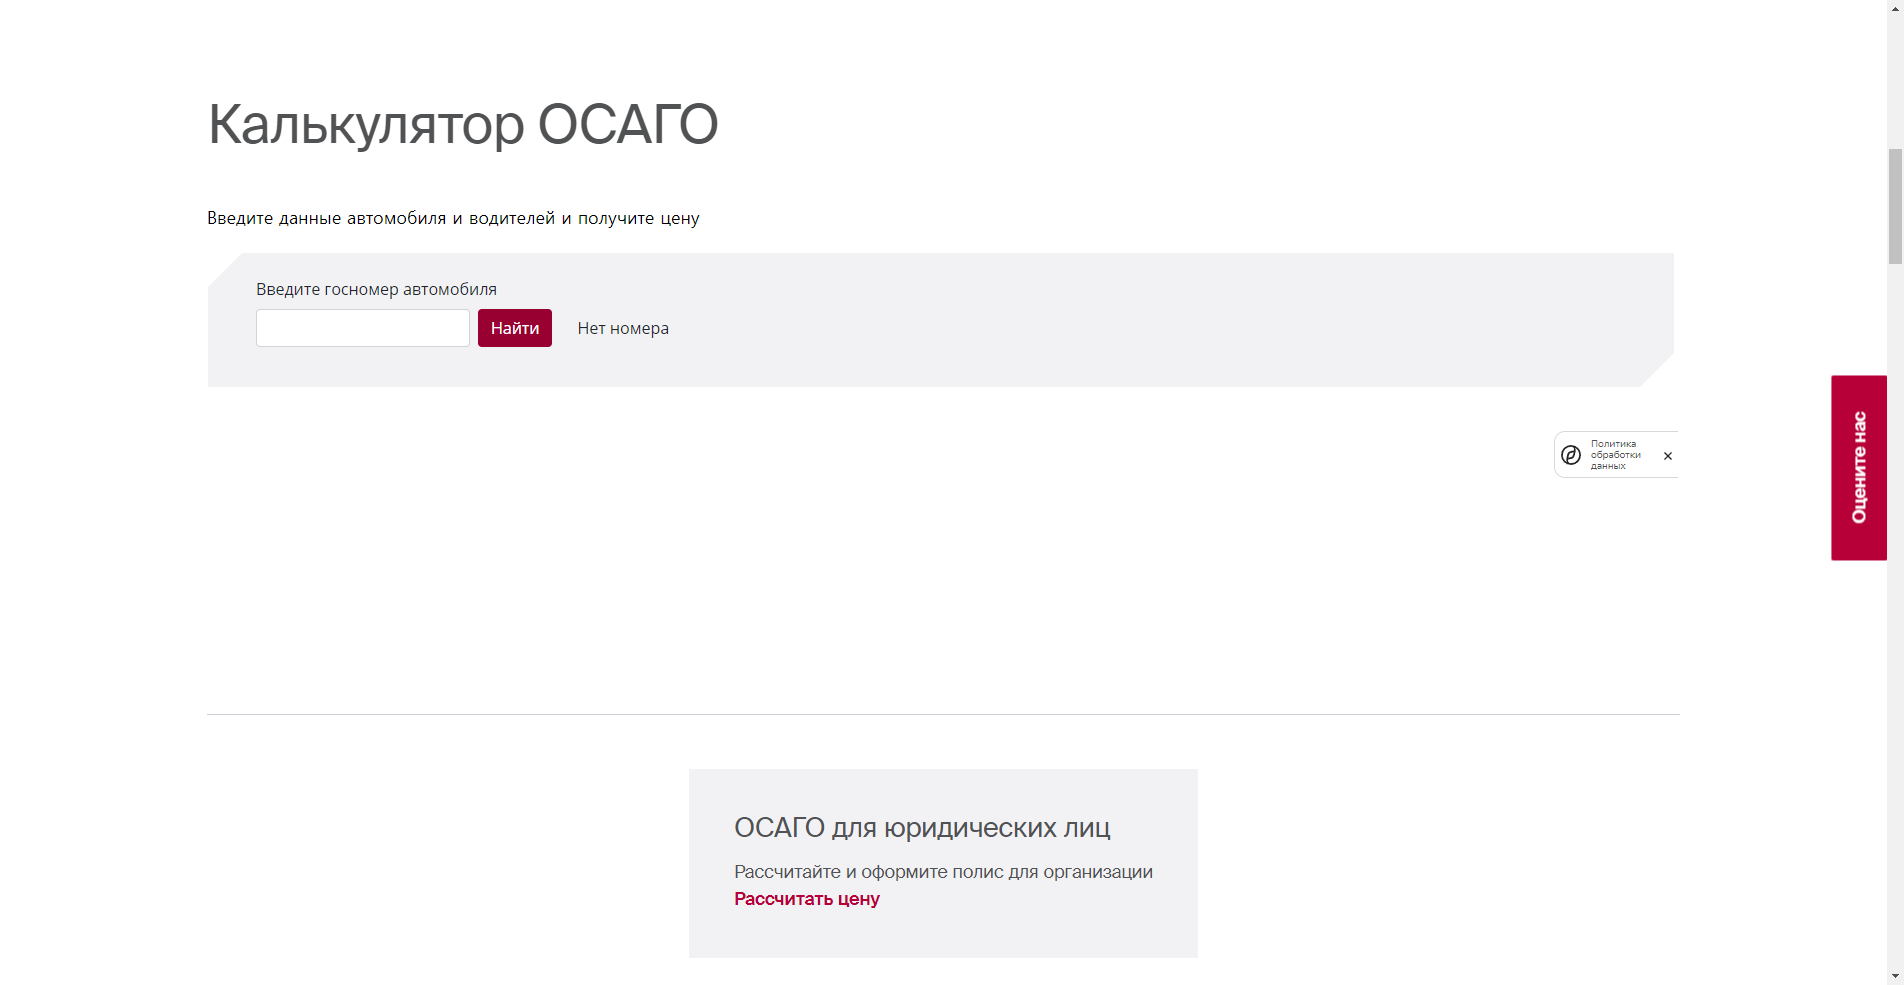 Калькулятор ОСАГО
Введите данные автомобиля и водителей и получите цену
Введите госномер автомобиля
Найти
Нет номера
Политика
обработки
данных
Оцените нас
ОСАГО для юридических лиц
Рассчитайте и оформите полис для организации
Рассчитать цену